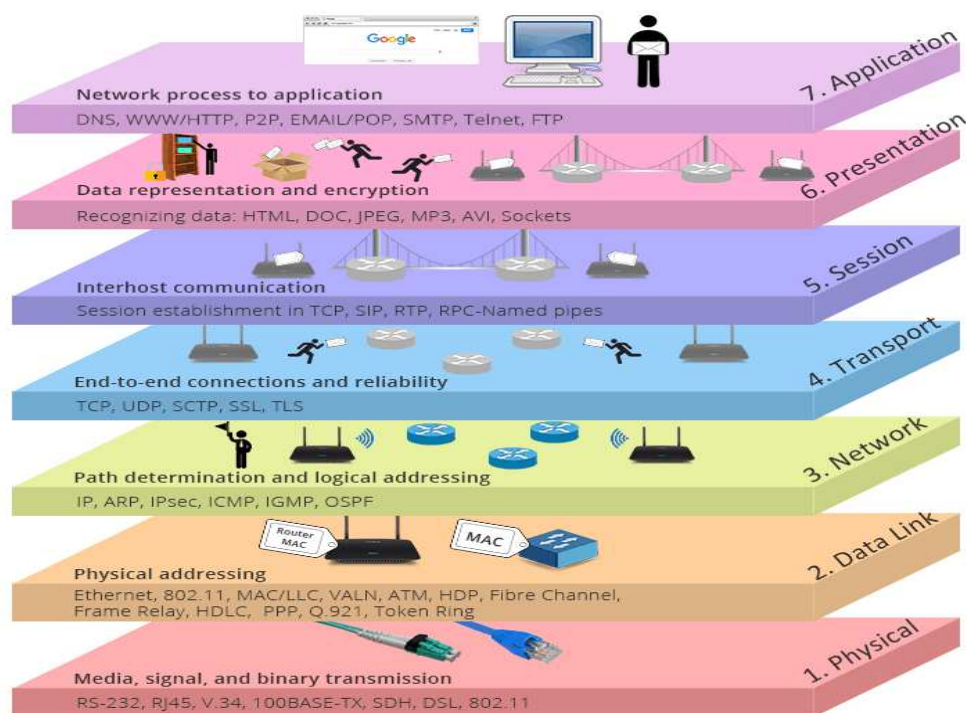 Google
7. Application
Network process to application
DNS, WWW/HTTP, P2P, EMAIL/POP, SMTP, Telnet, FTP
6. Presentation
Data representation and encryption
Recognizing data: HTML, DOC, JPEG, MP3, AVI, Sockets
5. Session
Interhost communication
Session establishment in TCP, SIP, RTP, RPC-Named pipes
4. Transport
End-to-end connections and reliability
TCP, UDP, SCTP, SSL, TLS
3. Network
Path determination and logical addressing
IP, ARP, IPsec, ICMP, IGMP, OSPF
2. Data Link
Router
MAC
MAC
Physical addressing
Ethernet, 802.11, MAC/LLC, VALN, ATM, HDP, Fibre Channel,
Frame Relay, HDLC, PPP, Q.921, Token Ring
1. Physical
Media, signal, and binary transmission
RS-232, RJ45, V.34, 100BASE-TX, SDH, DSL, 802.11